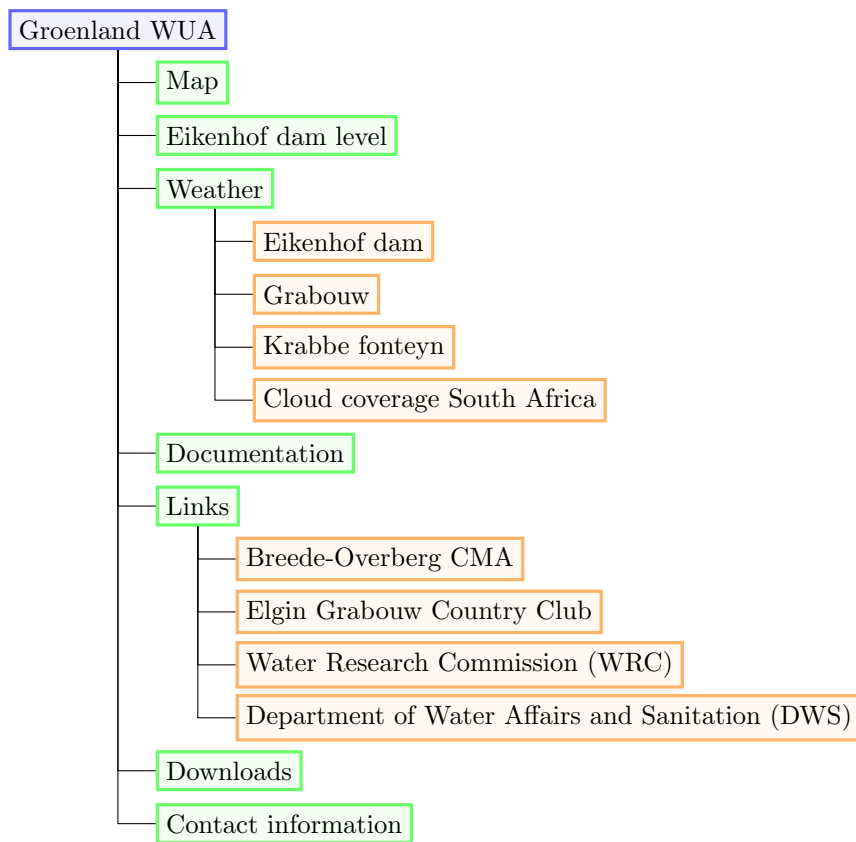 Groenland WUA
Map
Eikenhof dam level
Weather
Eikenhof dam
Grabouw
Krabbe fonteyn
Cloud coverage South Africa
Documentation
Links
Breede-Overberg CMA
Elgin Grabouw Country Club
Water Research Commission (WRC)
Department of Water Affairs and Sanitation (DWS)
Downloads
Contact information